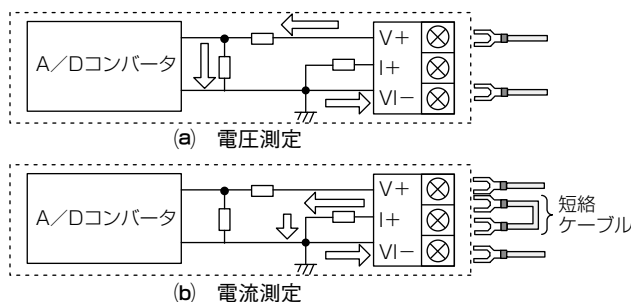 A/Dコンバータ
V+
I+
VI−
(a) 電圧測定
A/Dコンバータ
V+
I+
VI−
短絡
ケーブル
(b) 電流測定